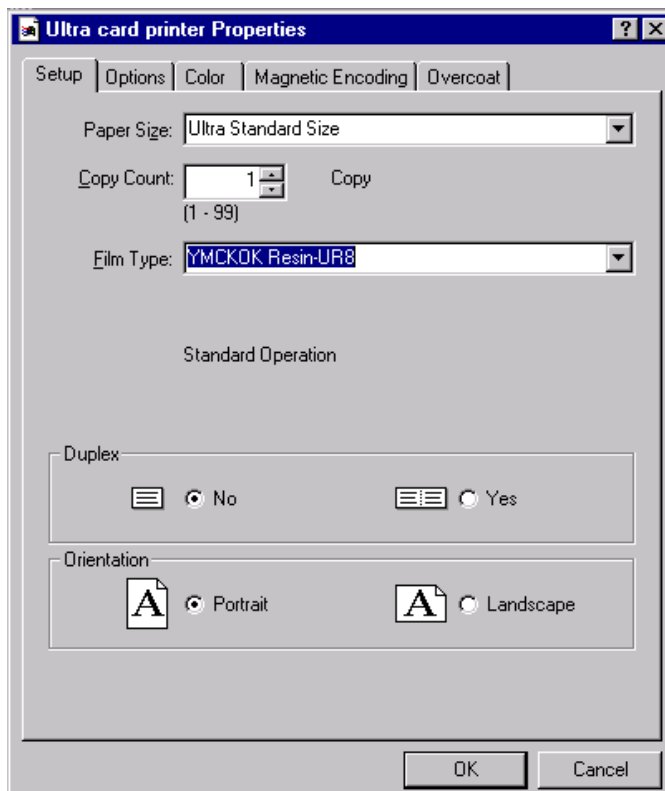 Ultra card printer Properties
Setup Options Color Magnetic Encoding Overcoat
Paper Size: Ultra Standard Size
Copy Count: 1 Copy
(1 - 99)
Film Type: YMCKOK Resin-UR8
Standard Operation
Duplex
No Yes
Orientation
A Portrait A Landscape
OK Cancel